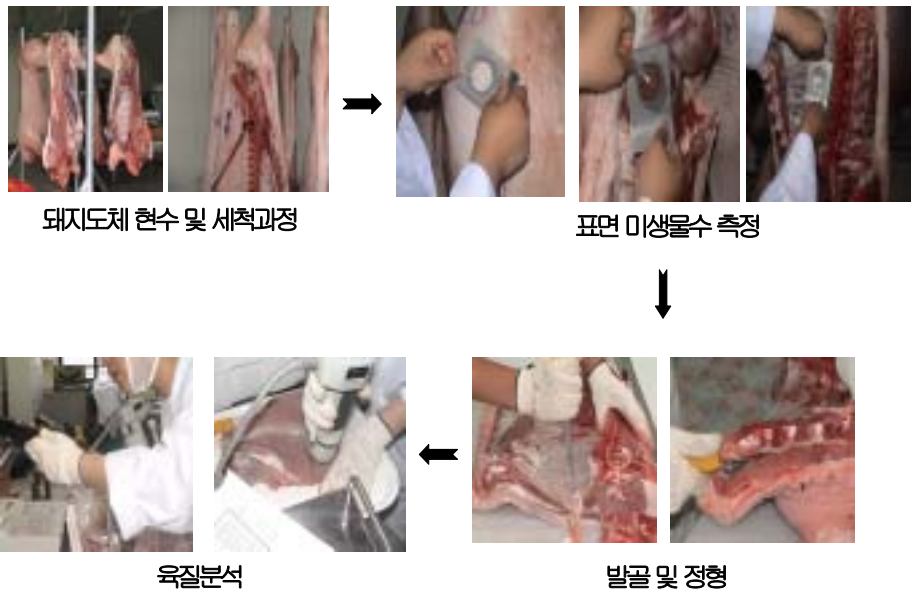 돼지도체 현수 및 세척과정
표면 미생물수 측정
발골 및 정형
육질분석